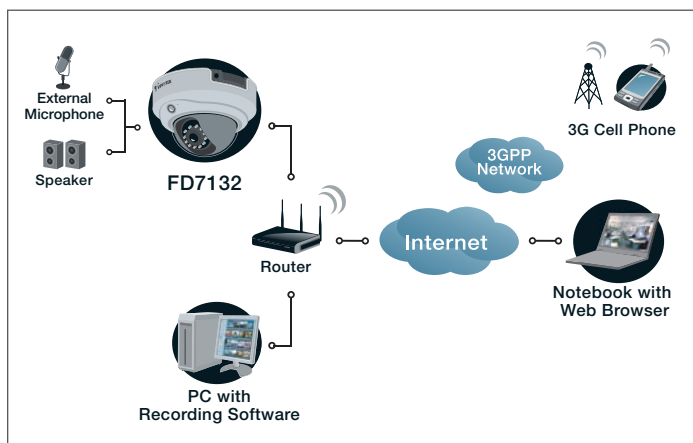 External
Microphone
Speaker
FD7132
3G Cell Phone
3GPP
Network
Internet
Router
Notebook with
Web Browser
PC with
Recording Software